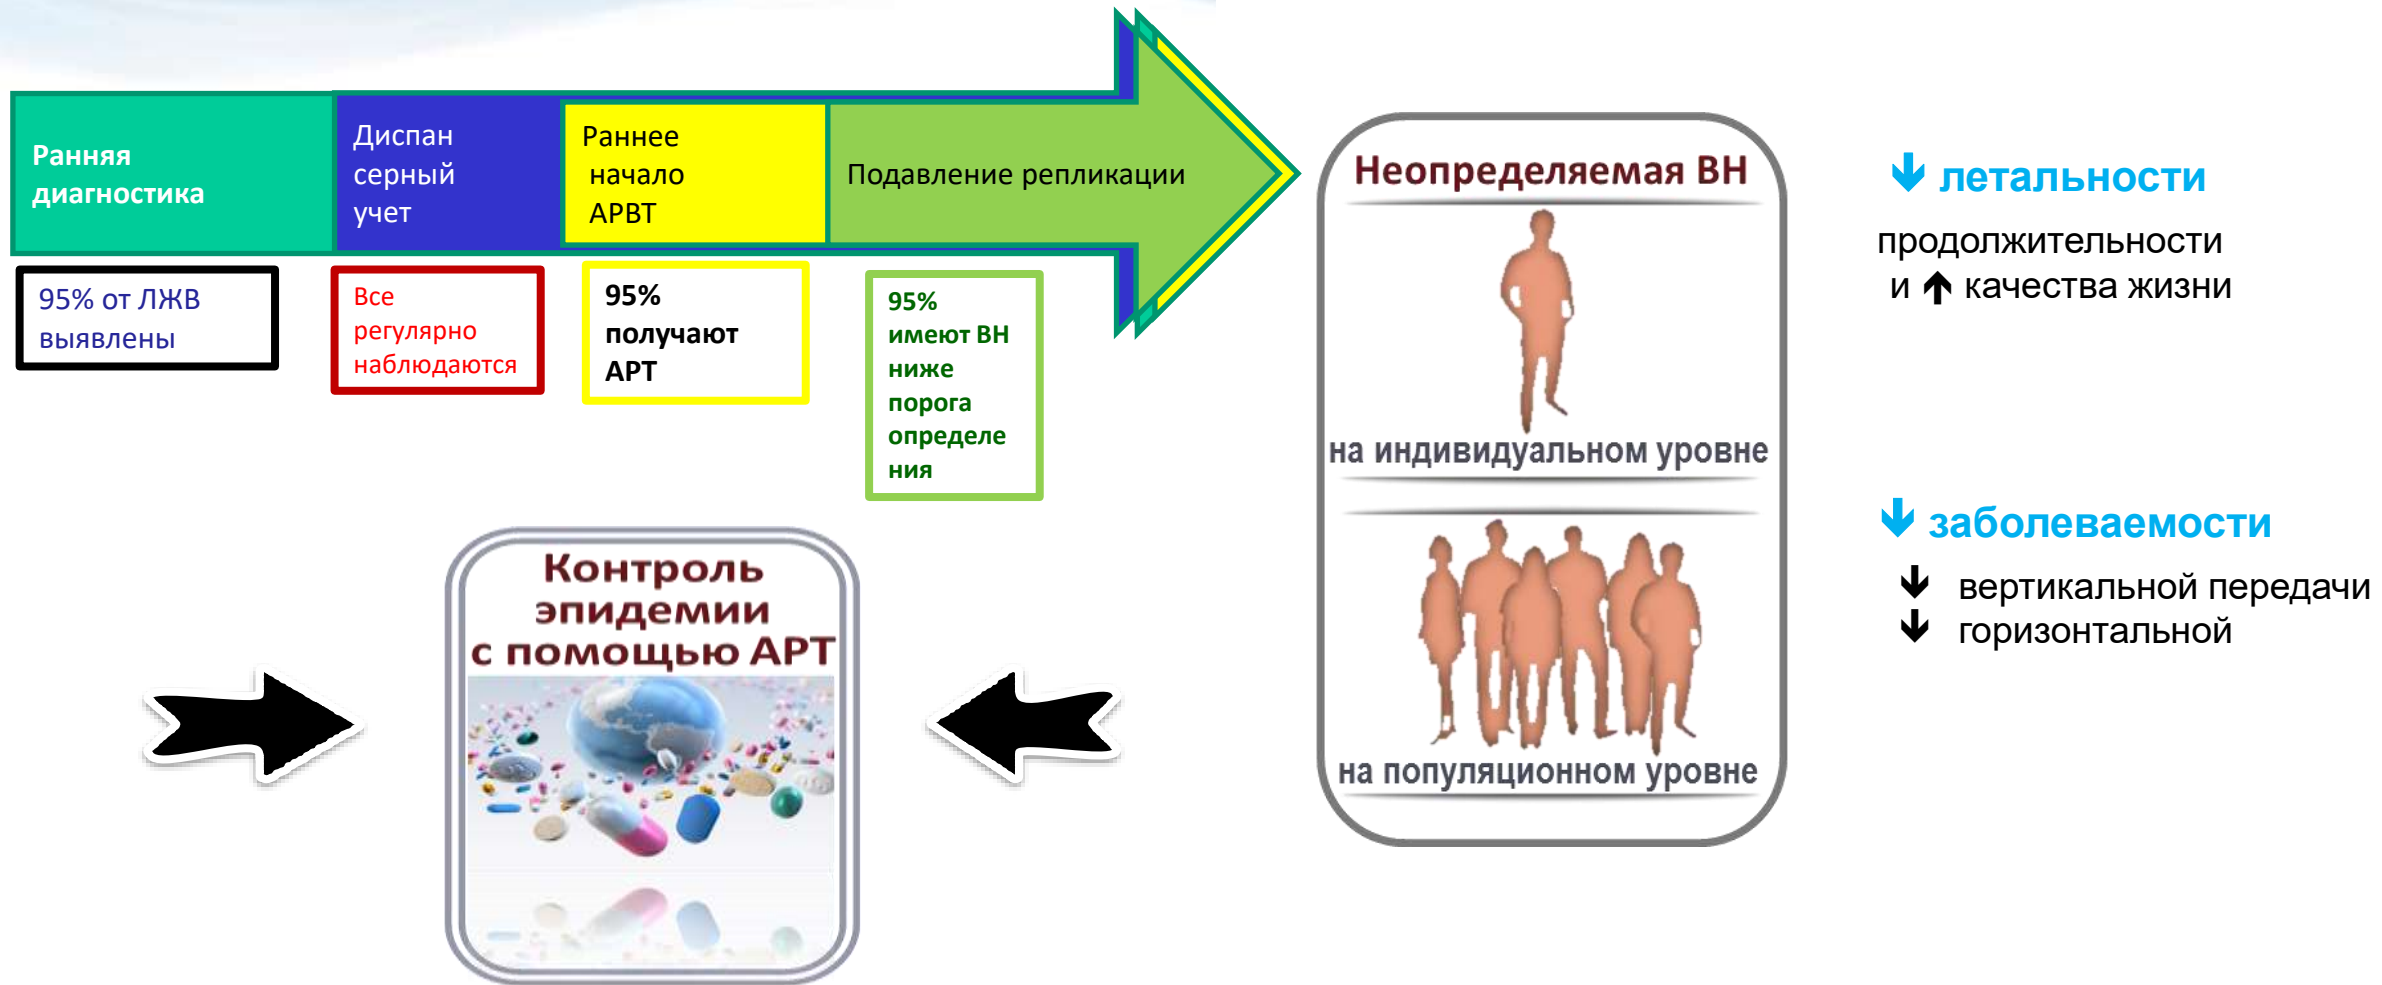 Ранняя
диагностика
Диспан
серный
учет
Раннее
начало
АРВТ
Подавление репликации
95% от ЛЖВ
выявлены
Все
регулярно
наблюдаются
95%
получают
АРТ
95%
имеют ВН
ниже
порога
определе
ния
Контроль
эпидемии
с помощью АРТ
Неопределяемая ВН
на индивидуальном уровне
на популяционном уровне
🡻 летальности
продолжительности
и 🡹 качества жизни
🡻 заболеваемости
🡻 вертикальной передачи
🡻 горизонтальной